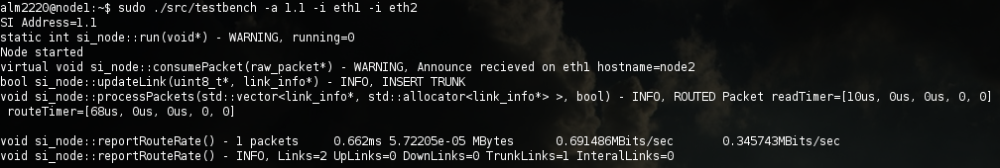 alm2220@node1:~$ sudo ./src/testbench -a 1.1 -i eth1 -i eth2
SI Address=1.1
static int si_node::run(void*) - WARNING, running=0
Node started
virtual void si_node::consumePacket(raw_packet*) - WARNING, Announce recieved on eth1 hostname=node2
bool si_node::updateLink(uint8_t*, link_info*) - INFO, INSERT TRUNK
void si_node::processPackets(std::vector<link_info*, std::allocator<link_info*> >, bool) - INFO, ROUTED Packet readTimer=[10us, 0us, 0us, 0, 0]
routeTimer=[68us, 0us, 0us, 0, 0]
void si_node::reportRouteRate() - 1 packets 0.662ms 5.72205e-05 MBytes 0.691486MBits/sec 0.345743MBits/sec
void si_node::reportRouteRate() - INFO, Links=2 UpLinks=0 DownLinks=0 TrunkLinks=1 InteralLinks=0